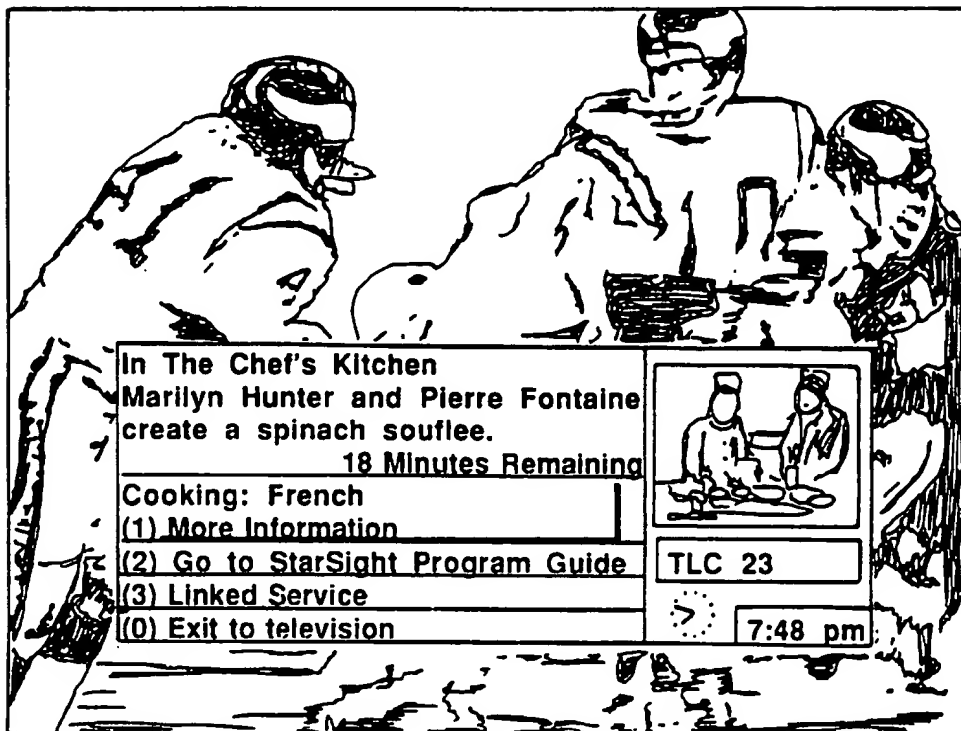 In The Chef's Kitchen
Marilyn Hunter and Pierre Fontaine
create a spinach souflee.
18 Minutes Remaining
Cooking: French
(1) More Information
(2) Go to StarSight Program Guide
(3) Linked Service
(0) Exit to television
TLC 23
7:48 pm